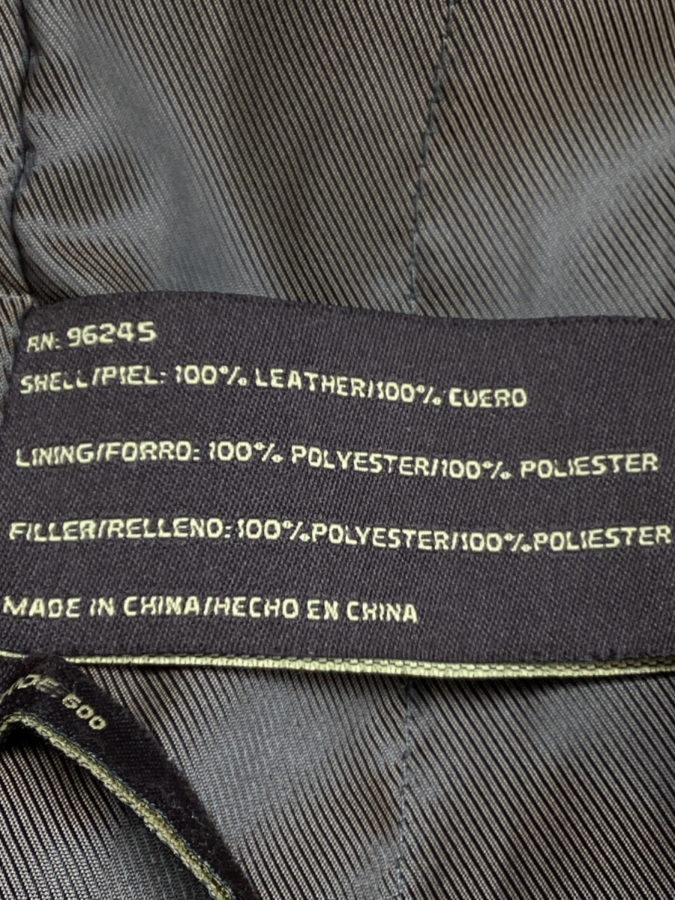 RN: 96245
SHELL/PIEL: 100% LEATHER/100% CUERO
LINING/FORRO: 100% POLYESTER/100% POLIESTER
FILLER/RELLENO: 100%POLYESTER/100%POLIESTER
MADE IN CHINA/HECHO EN CHINA
600